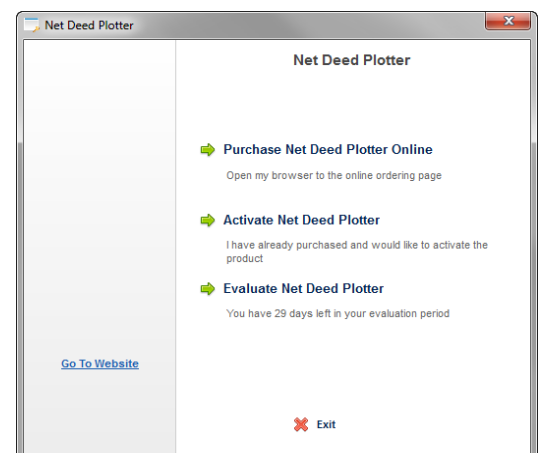 Net Deed Plotter
Net Deed Plotter
Purchase Net Deed Plotter Online
Open my browser to the online ordering page
Activate Net Deed Plotter
I have already purchased and would like to activate the
product
Evaluate Net Deed Plotter
You have 29 days left in your evaluation period
Go To Website
Exit